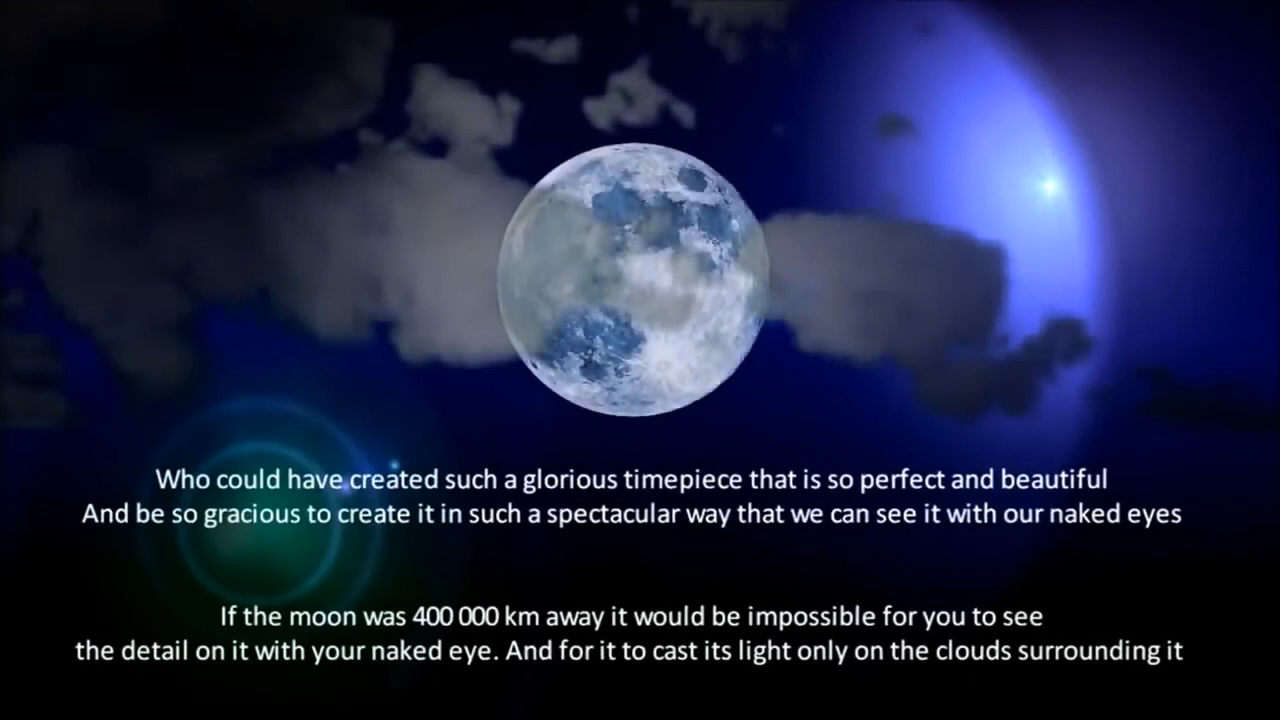 Who could have created such a glorious timepiece that is so perfect and beautiful
And be so gracious to create it in such a spectacular way that we can see it with our naked eyes
If the moon was 400 000 km away it would be impossible for you to see
the detail on it with your naked eye. And for it to cast its light only on the clouds surrounding it